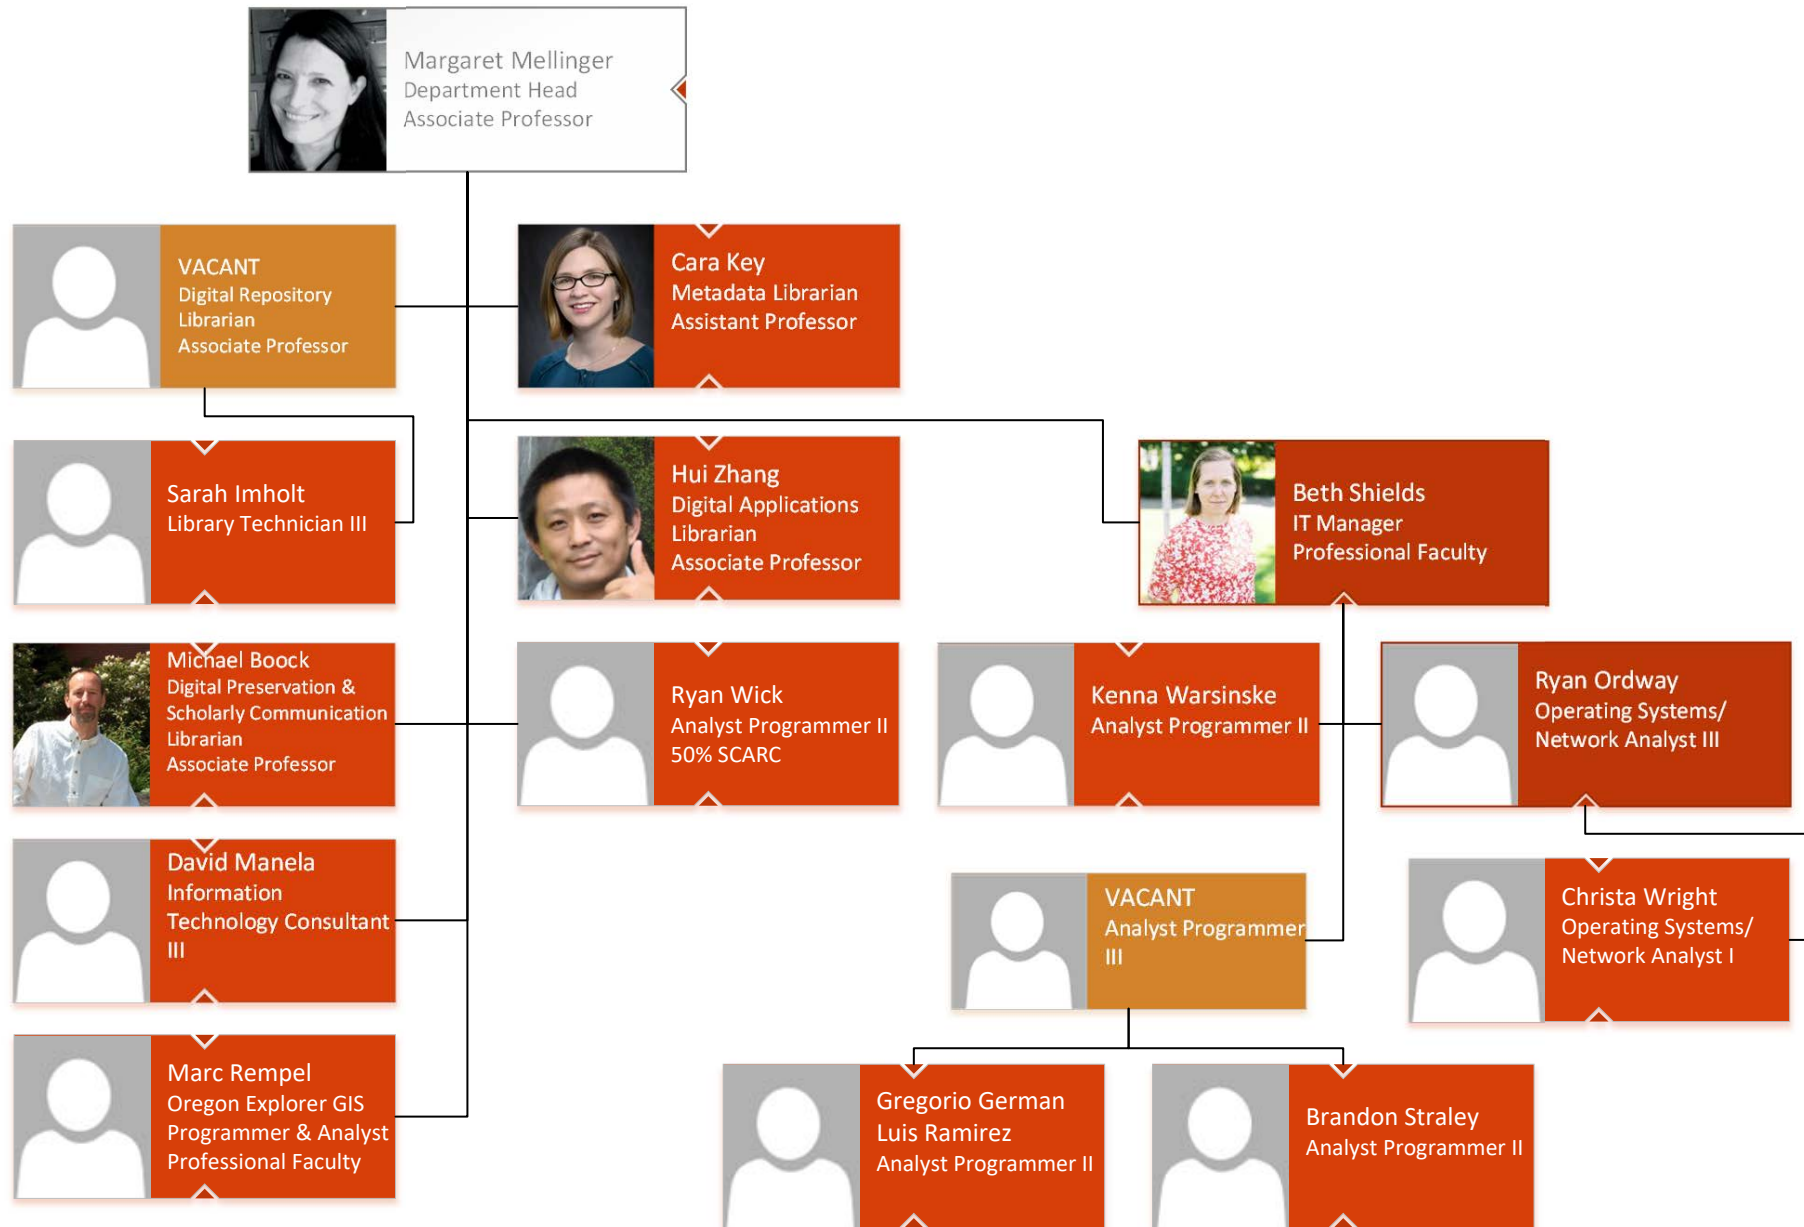 Margaret Mellinger
Department Head
Associate Professor
VACANT
Digital Repository
Librarian
Associate Professor
Cara Key
Metadata Librarian
Assistant Professor
Sarah Imholt
Library Technician III
Hui Zhang
Digital Applications
Librarian
Associate Professor
Beth Shields
IT Manager
Professional Faculty
Michael Boock
Digital Preservation &
Scholarly Communication
Librarian
Associate Professor
Ryan Wick
Analyst Programmer II
50% SCARC
Kenna Warsinske
Analyst Programmer II
Ryan Ordway
Operating Systems/
Network Analyst III
David Manela
Information
Technology Consultant
III
VACANT
Analyst Programmer
III
Christa Wright
Operating Systems/
Network Analyst I
Marc Rempel
Oregon Explorer GIS
Programmer & Analyst
Professional Faculty
Gregorio German
Luis Ramirez
Analyst Programmer II
Brandon Straley
Analyst Programmer II